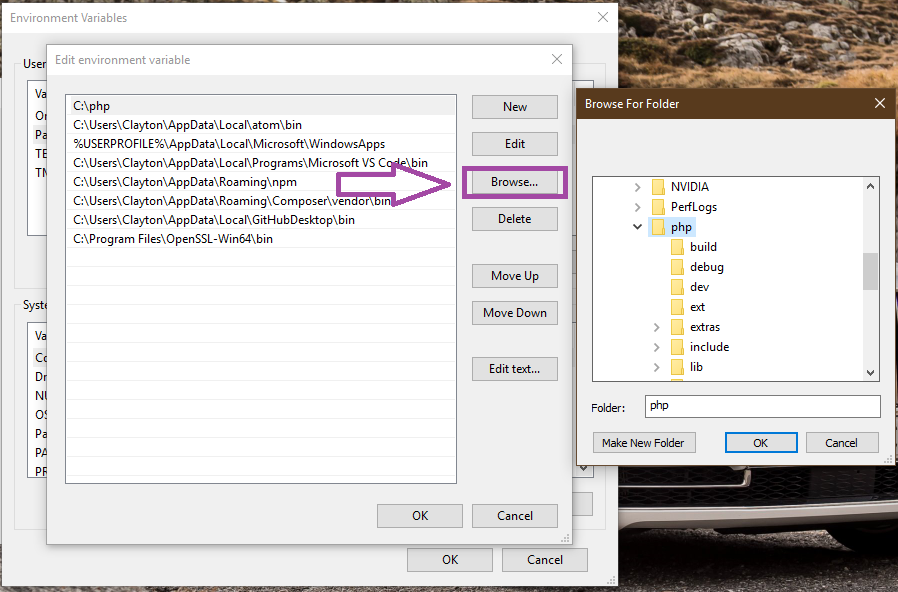 Environment Variables
Edit environment variable
User
Va
Pa
TE
C:\php
C:\Users\Clayton\AppData\Local\atom\bin
%USERPROFILE%\AppData\Local\Microsoft\WindowsApps
C:\Users\Clayton\AppData\Local\Programs\Microsoft VS Code\bin
C:\Users\Clayton\AppData\Roaming\npm
C:\Users\Clayton\AppData\Roaming\Composer\vendor\bin
C:\Users\Clayton\AppData\Local\GitHubDesktop\bin
C:\Program Files\OpenSSL-Win64\bin
New
Edit
Browse...
Delete
Move Up
Move Down
Edit text...
OK
Cancel
Syste
Va
Co
Dr
NU
OS
Pa
PA
PR
OK
Cancel
Browse For Folder
NVIDIA
PerfLogs
php
build
debug
dev
ext
extras
include
lib
Folder:
php
Make New Folder
OK
Cancel